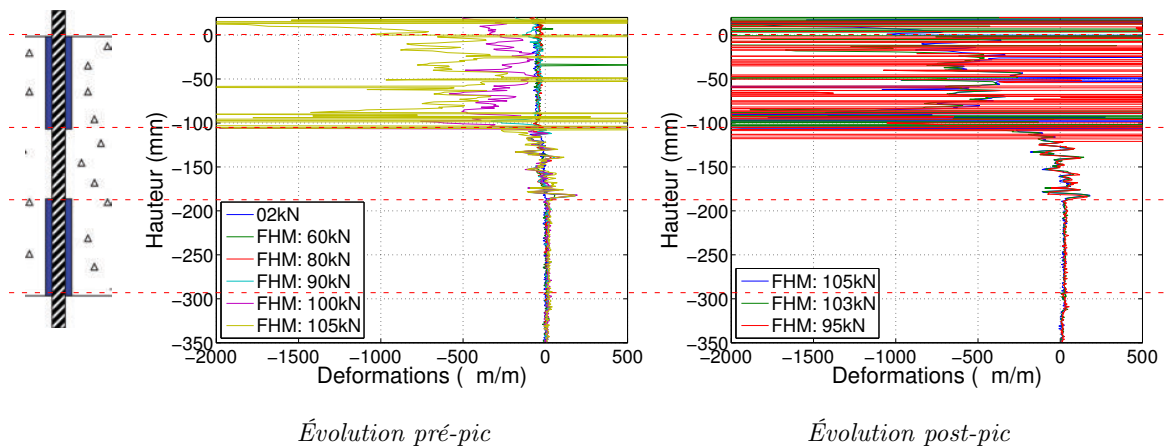 0
−50
−100
−150
−200
−250
−300
−350
Hauteur (mm)
02kN
FHM: 60kN
FHM: 80kN
FHM: 90kN
FHM: 100kN
FHM: 105kN
−2000 −1500 −1000 −500 0 500
Deformations ( m/m)
Évolution pré-pic
0
−50
−100
−150
−200
−250
−300
−350
Hauteur (mm)
FHM: 105kN
FHM: 103kN
FHM: 95kN
−2000 −1500 −1000 −500 0 500
Deformations ( m/m)
Évolution post-pic